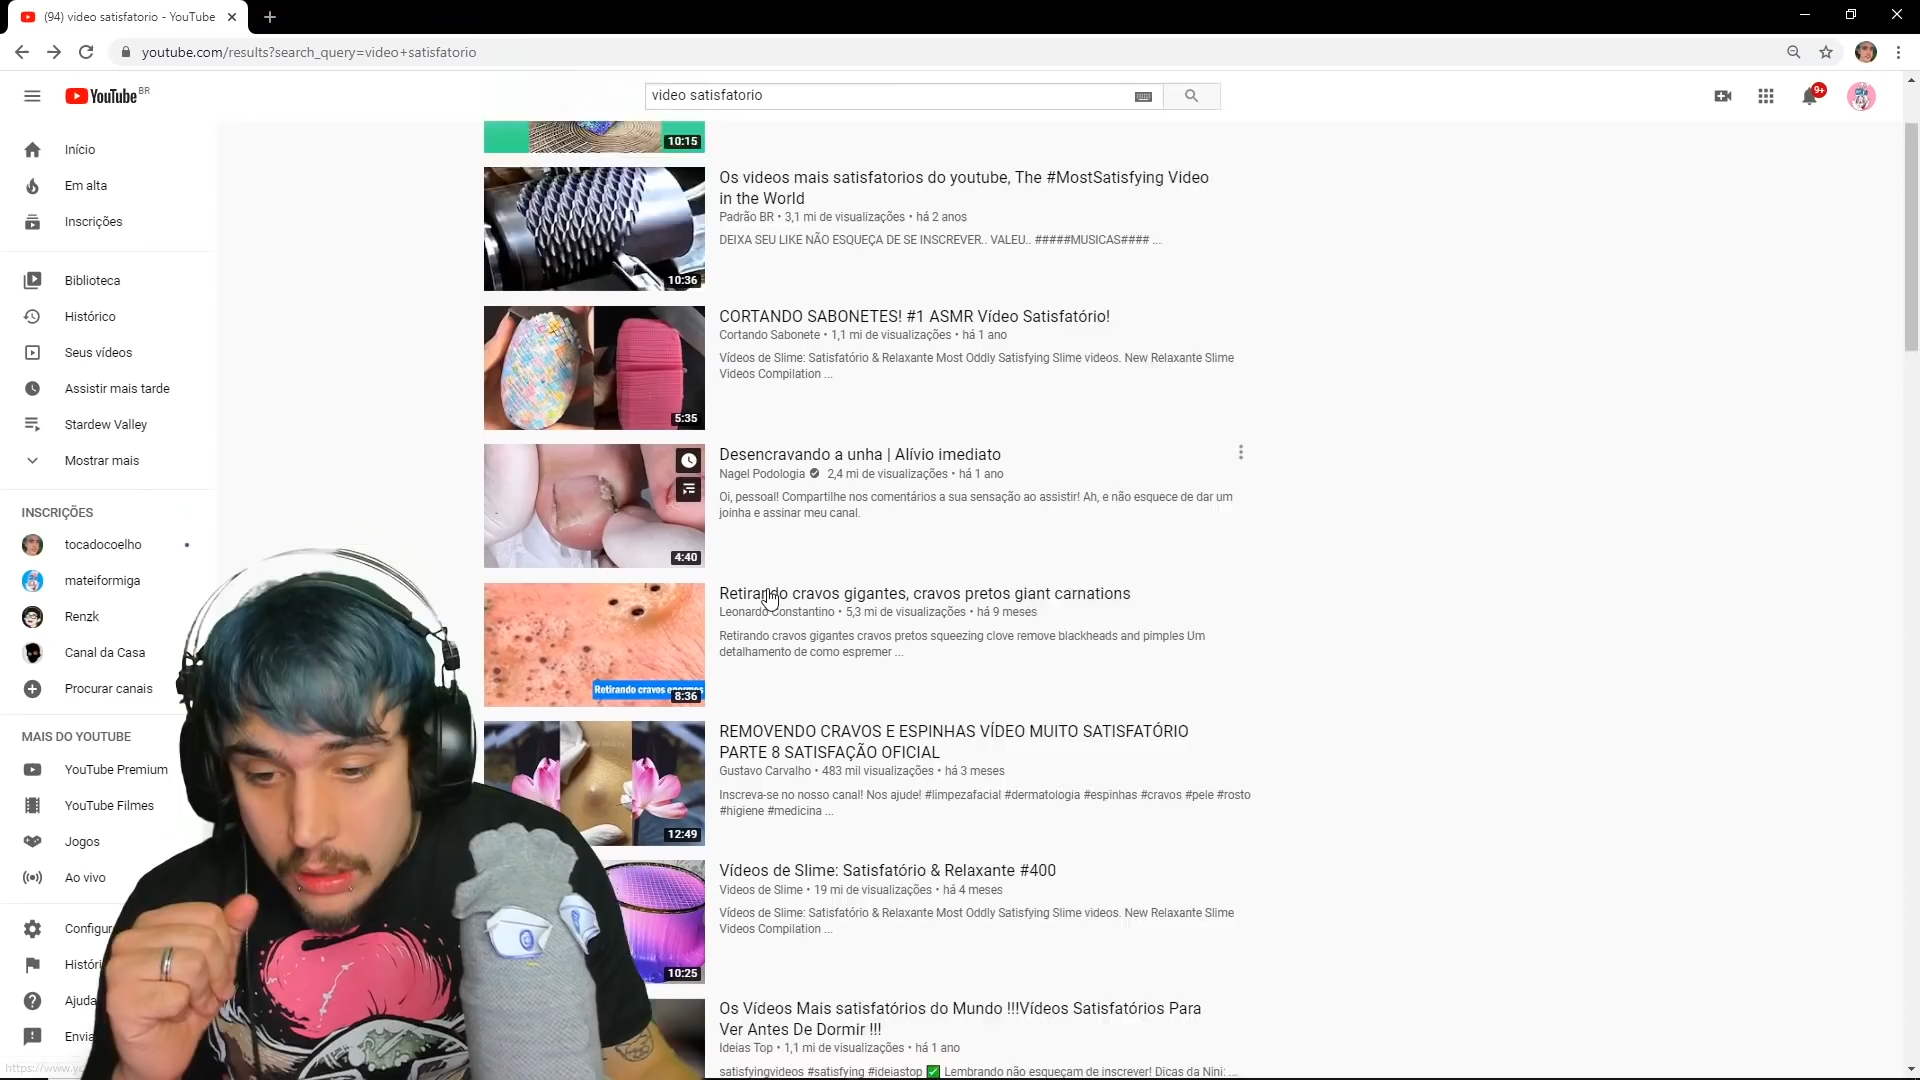 (94) video satisfatorio - YouTube
youtube.com/results?search_query=video+satisfatorio
YouTube BR
video satisfatorio
9+
Início
Em alta
Inscrições
Biblioteca
Histórico
Seus vídeos
Assistir mais tarde
Stardew Valley
Mostrar mais
INSCRIÇÕES
tocadocoelho
mateiformiga
Renzk
Canal da Casa
Procurar canais
MAIS DO YOUTUBE
YouTube Premium
YouTube Filmes
Jogos
Ao vivo
Configur
Históri
Ajuda
Envia
10:15
Os videos mais satisfatorios do youtube, The #MostSatisfying Video
in the World
Padrão BR • 3,1 mi de visualizações • há 2 anos
DEIXA SEU LIKE NÃO ESQUEÇA DE SE INSCREVER.. VALEU.. #####MUSICAS#### ...
10:36
CORTANDO SABONETES! #1 ASMR Vídeo Satisfatório!
Cortando Sabonete • 1,1 mi de visualizações • há 1 ano
Vídeos de Slime: Satisfatório & Relaxante Most Oddly Satisfying Slime videos. New Relaxante Slime
Videos Compilation ...
5:35
Desencravando a unha | Alívio imediato
Nagel Podologia 2,4 mi de visualizações • há 1 ano
Oi, pessoal! Compartilhe nos comentários a sua sensação ao assistir! Ah, e não esquece de dar um
joinha e assinar meu canal.
4:40
Retirando cravos gigantes, cravos pretos giant carnations
Leonardo Constantino • 5,3 mi de visualizações • há 9 meses
Retirando cravos gigantes cravos pretos squeezing clove remove blackheads and pimples Um
detalhamento de como espremer ...
Retirando cravos enormes
8:36
REMOVENDO CRAVOS E ESPINHAS VÍDEO MUITO SATISFATÓRIO
PARTE 8 SATISFAÇÃO OFICIAL
Gustavo Carvalho • 483 mil visualizações • há 3 meses
Inscreva-se no nosso canal! Nos ajude! #limpezafacial #dermatologia #espinhas #cravos #pele #rosto
#higiene #medicina ...
12:49
Vídeos de Slime: Satisfatório & Relaxante #400
Videos de Slime • 19 mi de visualizações • há 4 meses
Vídeos de Slime: Satisfatório & Relaxante Most Oddly Satisfying Slime videos. New Relaxante Slime
Videos Compilation ...
10:25
Os Vídeos Mais satisfatórios do Mundo !!!Vídeos Satisfatórios Para
Ver Antes De Dormir !!!
Ideias Top • 1,1 mi de visualizações • há 1 ano
satisfyingvideos #satisfying #ideiastop ✅ Lembrando não esqueçam de inscrever! Dicas da Nini: ...
https://www.yo